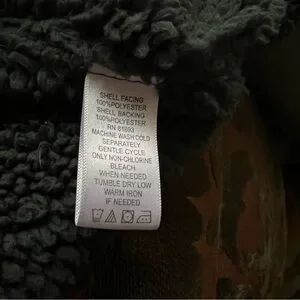 SHELL FACING
100%POLYESTER
SHELL BACKING
100%POLYESTER
RN 81893
MACHINE WASH COLD
SEPARATELY
GENTLE CYCLE
ONLY NON-CHLORINE
BLEACH
WHEN NEEDED
TUMBLE DRY LOW
WARM IRON
IF NEEDED